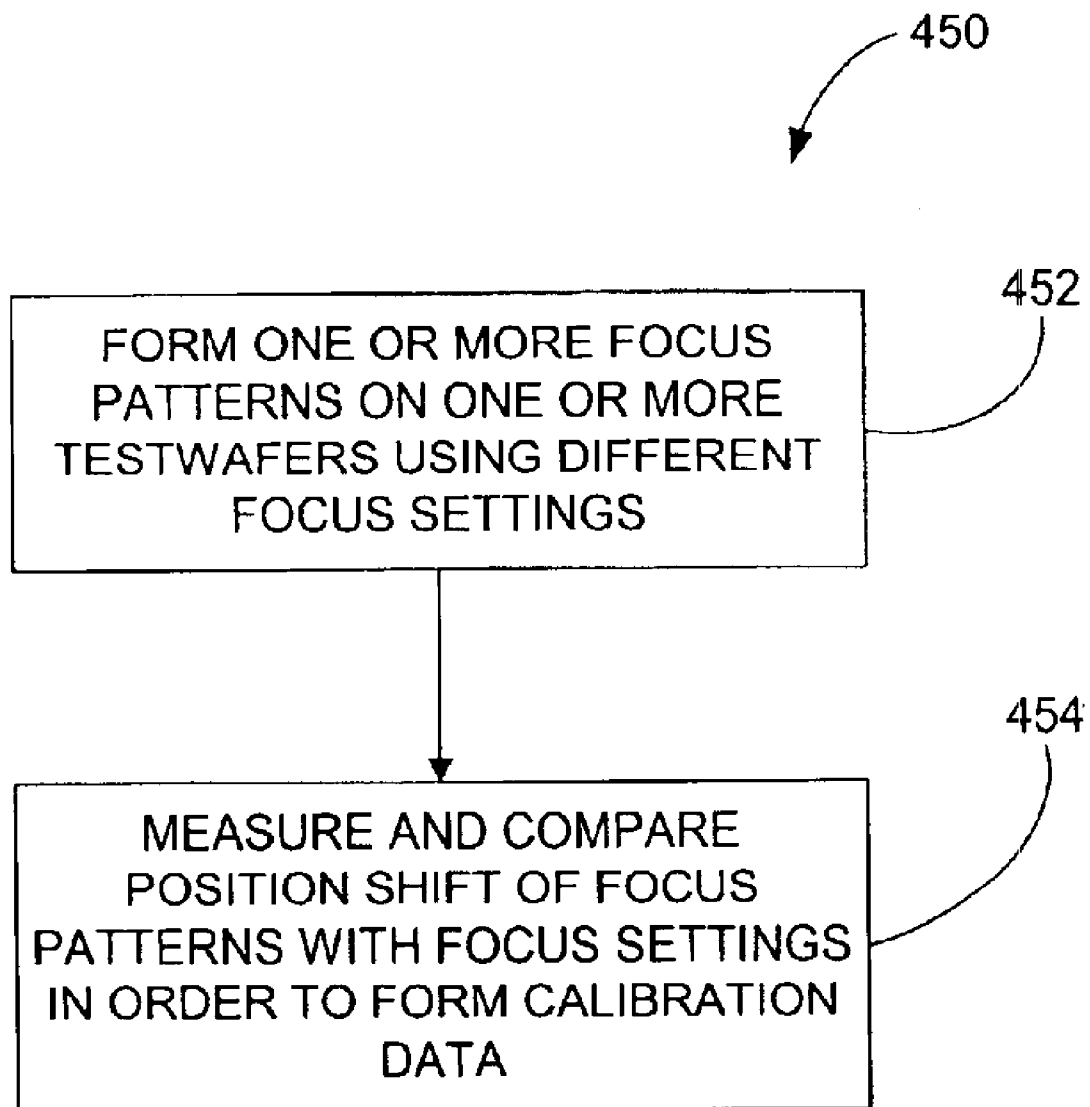 450
452
FORM ONE OR MORE FOCUS
PATTERNS ON ONE OR MORE
TESTWAFERS USING DIFFERENT
FOCUS SETTINGS
454
MEASURE AND COMPARE
POSITION SHIFT OF FOCUS
PATTERNS WITH FOCUS SETTINGS
IN ORDER TO FORM CALIBRATION
DATA